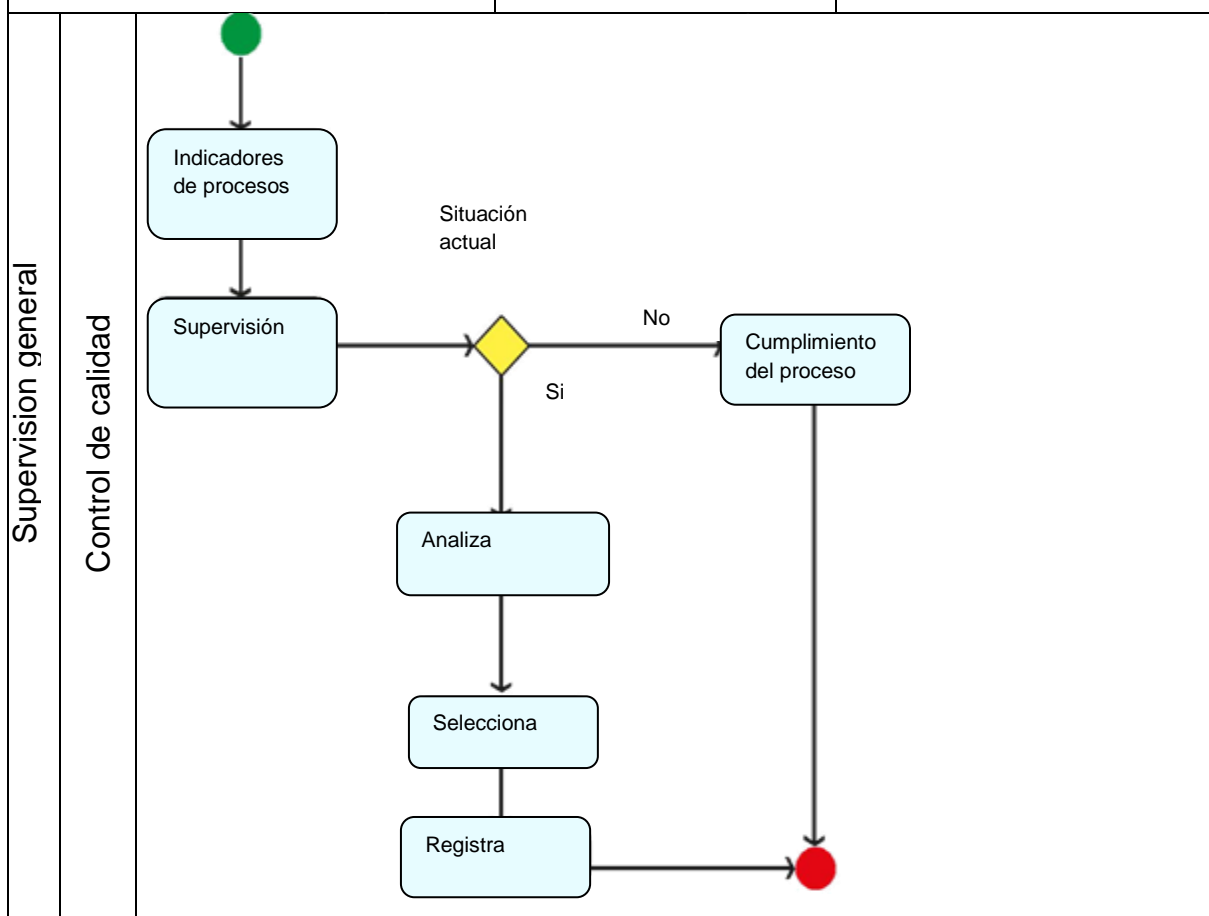 Supervision general
Control de calidad
Indicadores
de procesos
Situación
actual
Supervisión
No
Cumplimiento
del proceso
Si
Analiza
Selecciona
Registra